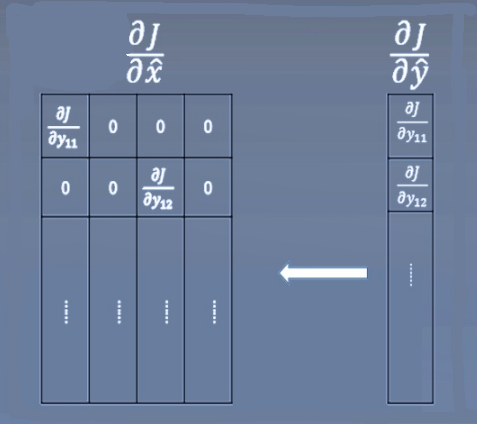 ∂J/∂x̂ ∂J/∂ŷ
∂J/∂y₁₁ 0 0 0 ∂J/∂y₁₁
0 0 ∂J/∂y₁₂ 0 ∂J/∂y₁₂
⋮ ⋮ ⋮ ⋮ ⋮